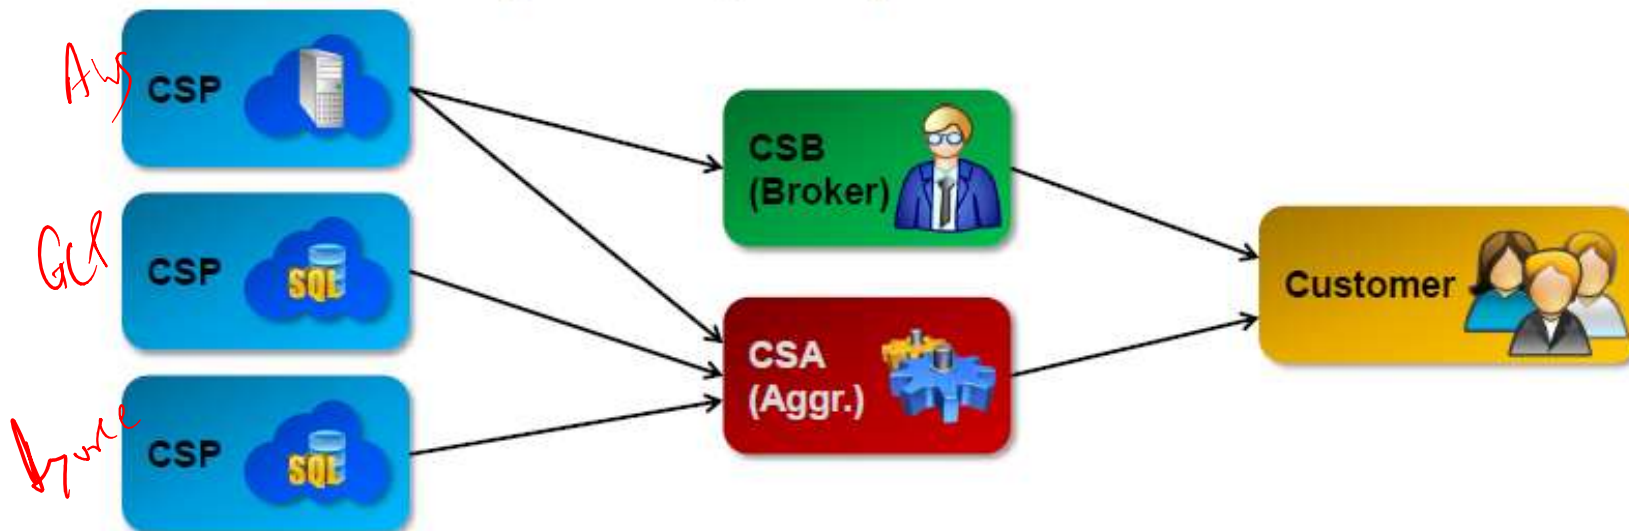 Aws
CSP
GCP
CSP
SQL
Azure
CSP
SQL
CSB
(Broker)
CSA
(Aggr.)
Customer